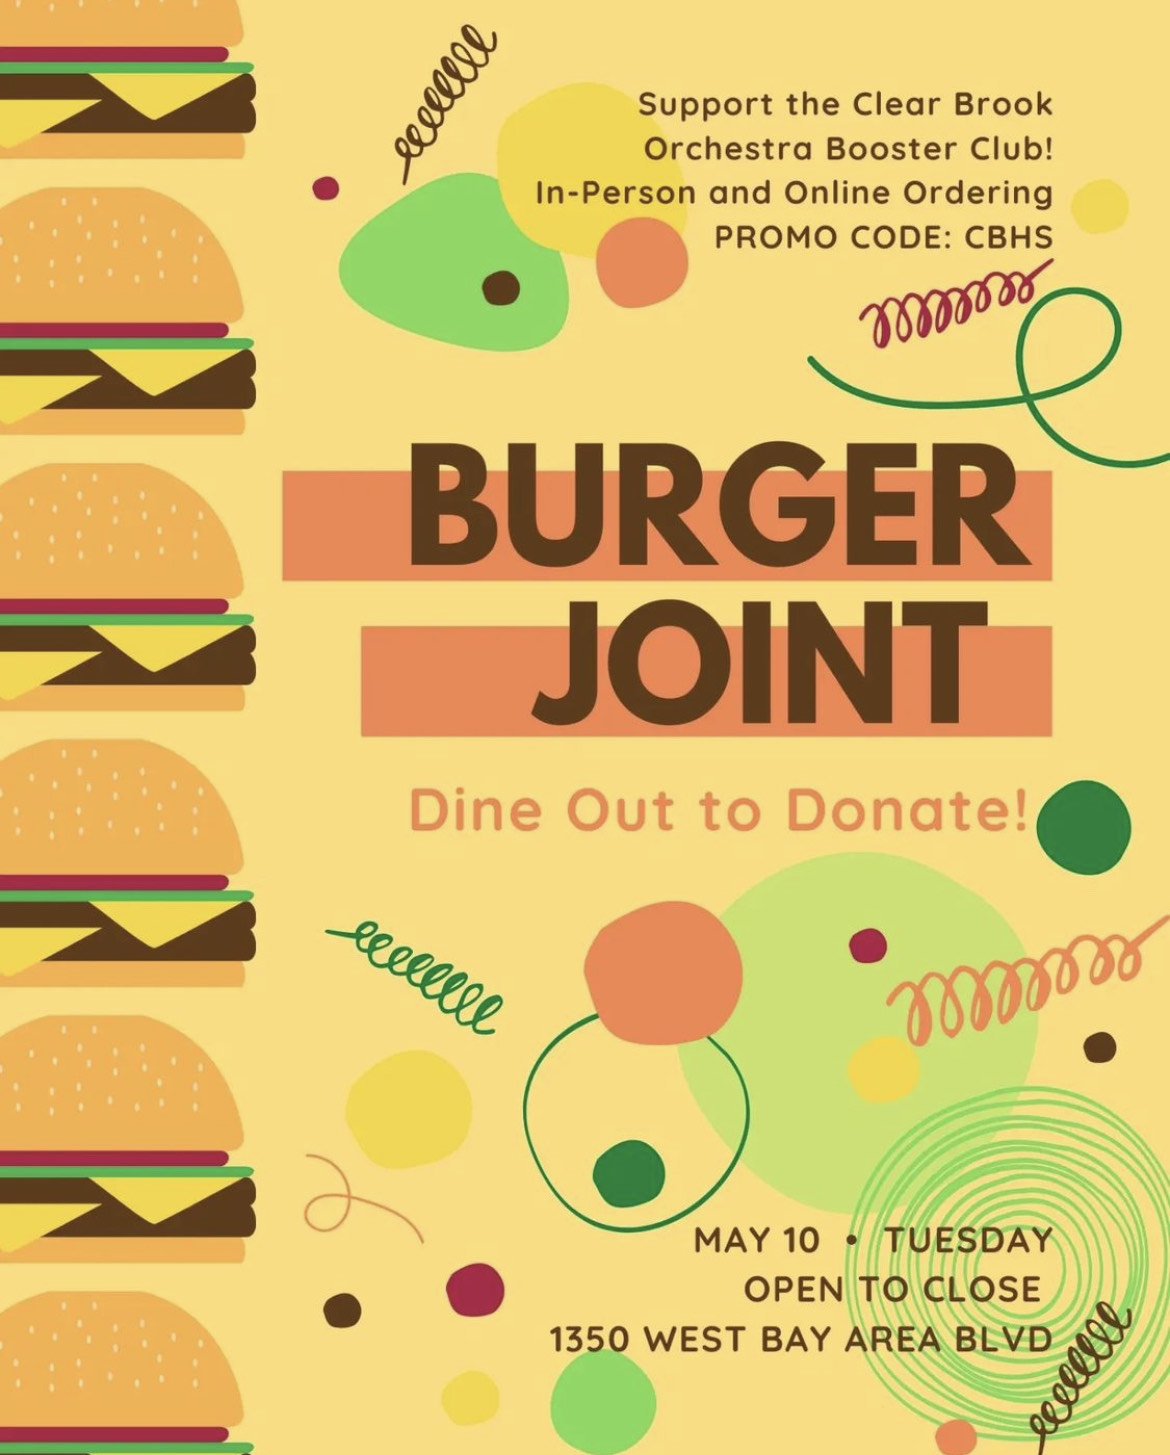 Support the Clear Brook
Orchestra Booster Club!
In-Person and Online Ordering
PROMO CODE: CBHS
BURGER
JOINT
Dine Out to Donate!
MAY 10 • TUESDAY
OPEN TO CLOSE
1350 WEST BAY AREA BLVD